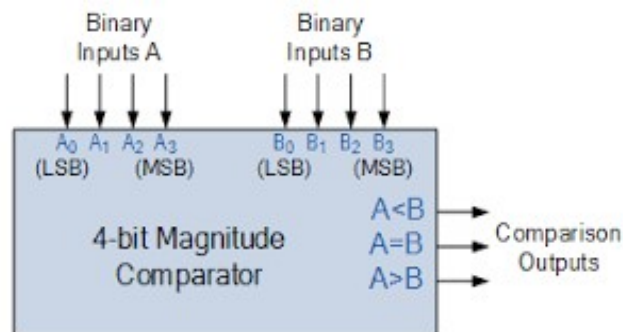 Binary
Inputs A
Binary
Inputs B
A₀ A₁ A₂ A₃
(LSB) (MSB)
B₀ B₁ B₂ B₃
(LSB) (MSB)
4-bit Magnitude
Comparator
A<B
A=B
A>B
Comparison
Outputs